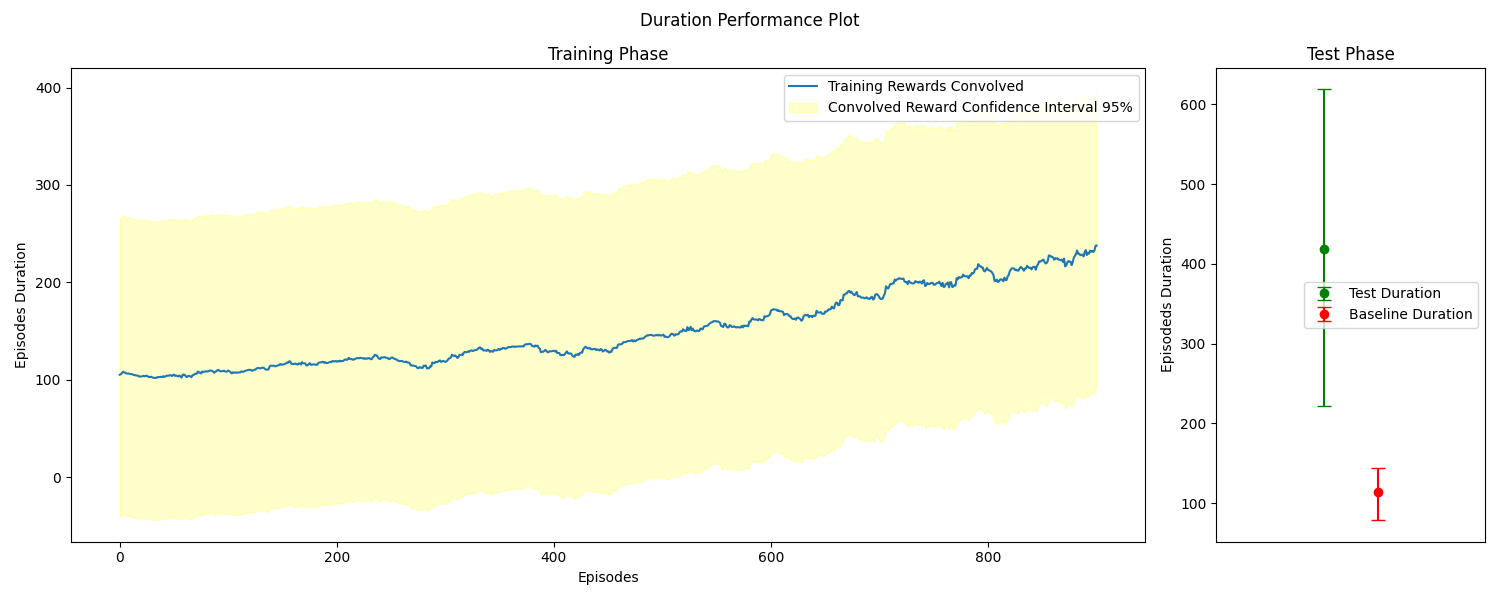 Duration Performance Plot
Training Phase
Training Rewards Convolved
Convolved Reward Confidence Interval 95%
Episodes Duration
400
300
200
100
0
0 200 400 600 800
Episodes
Test Phase
Test Duration
Baseline Duration
Episodeds Duration
600
500
400
300
200
100